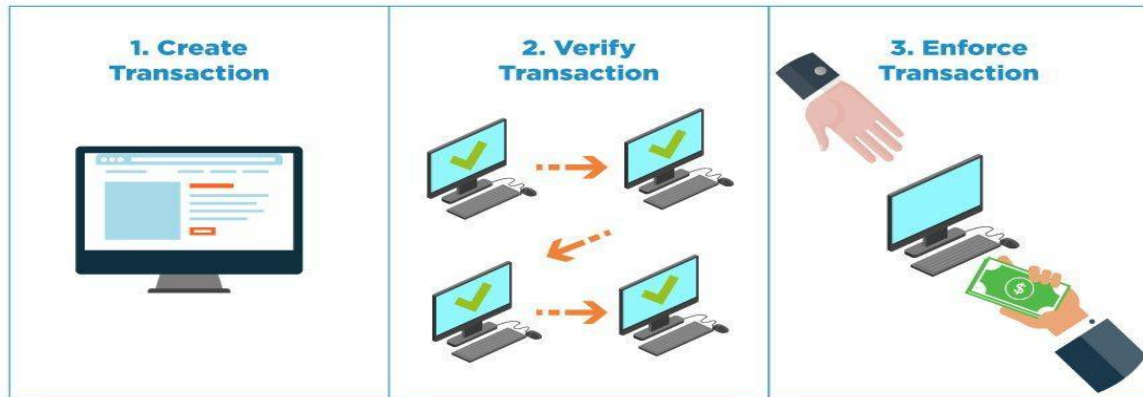 1. Create
Transaction
2. Verify
Transaction
3. Enforce
Transaction
$